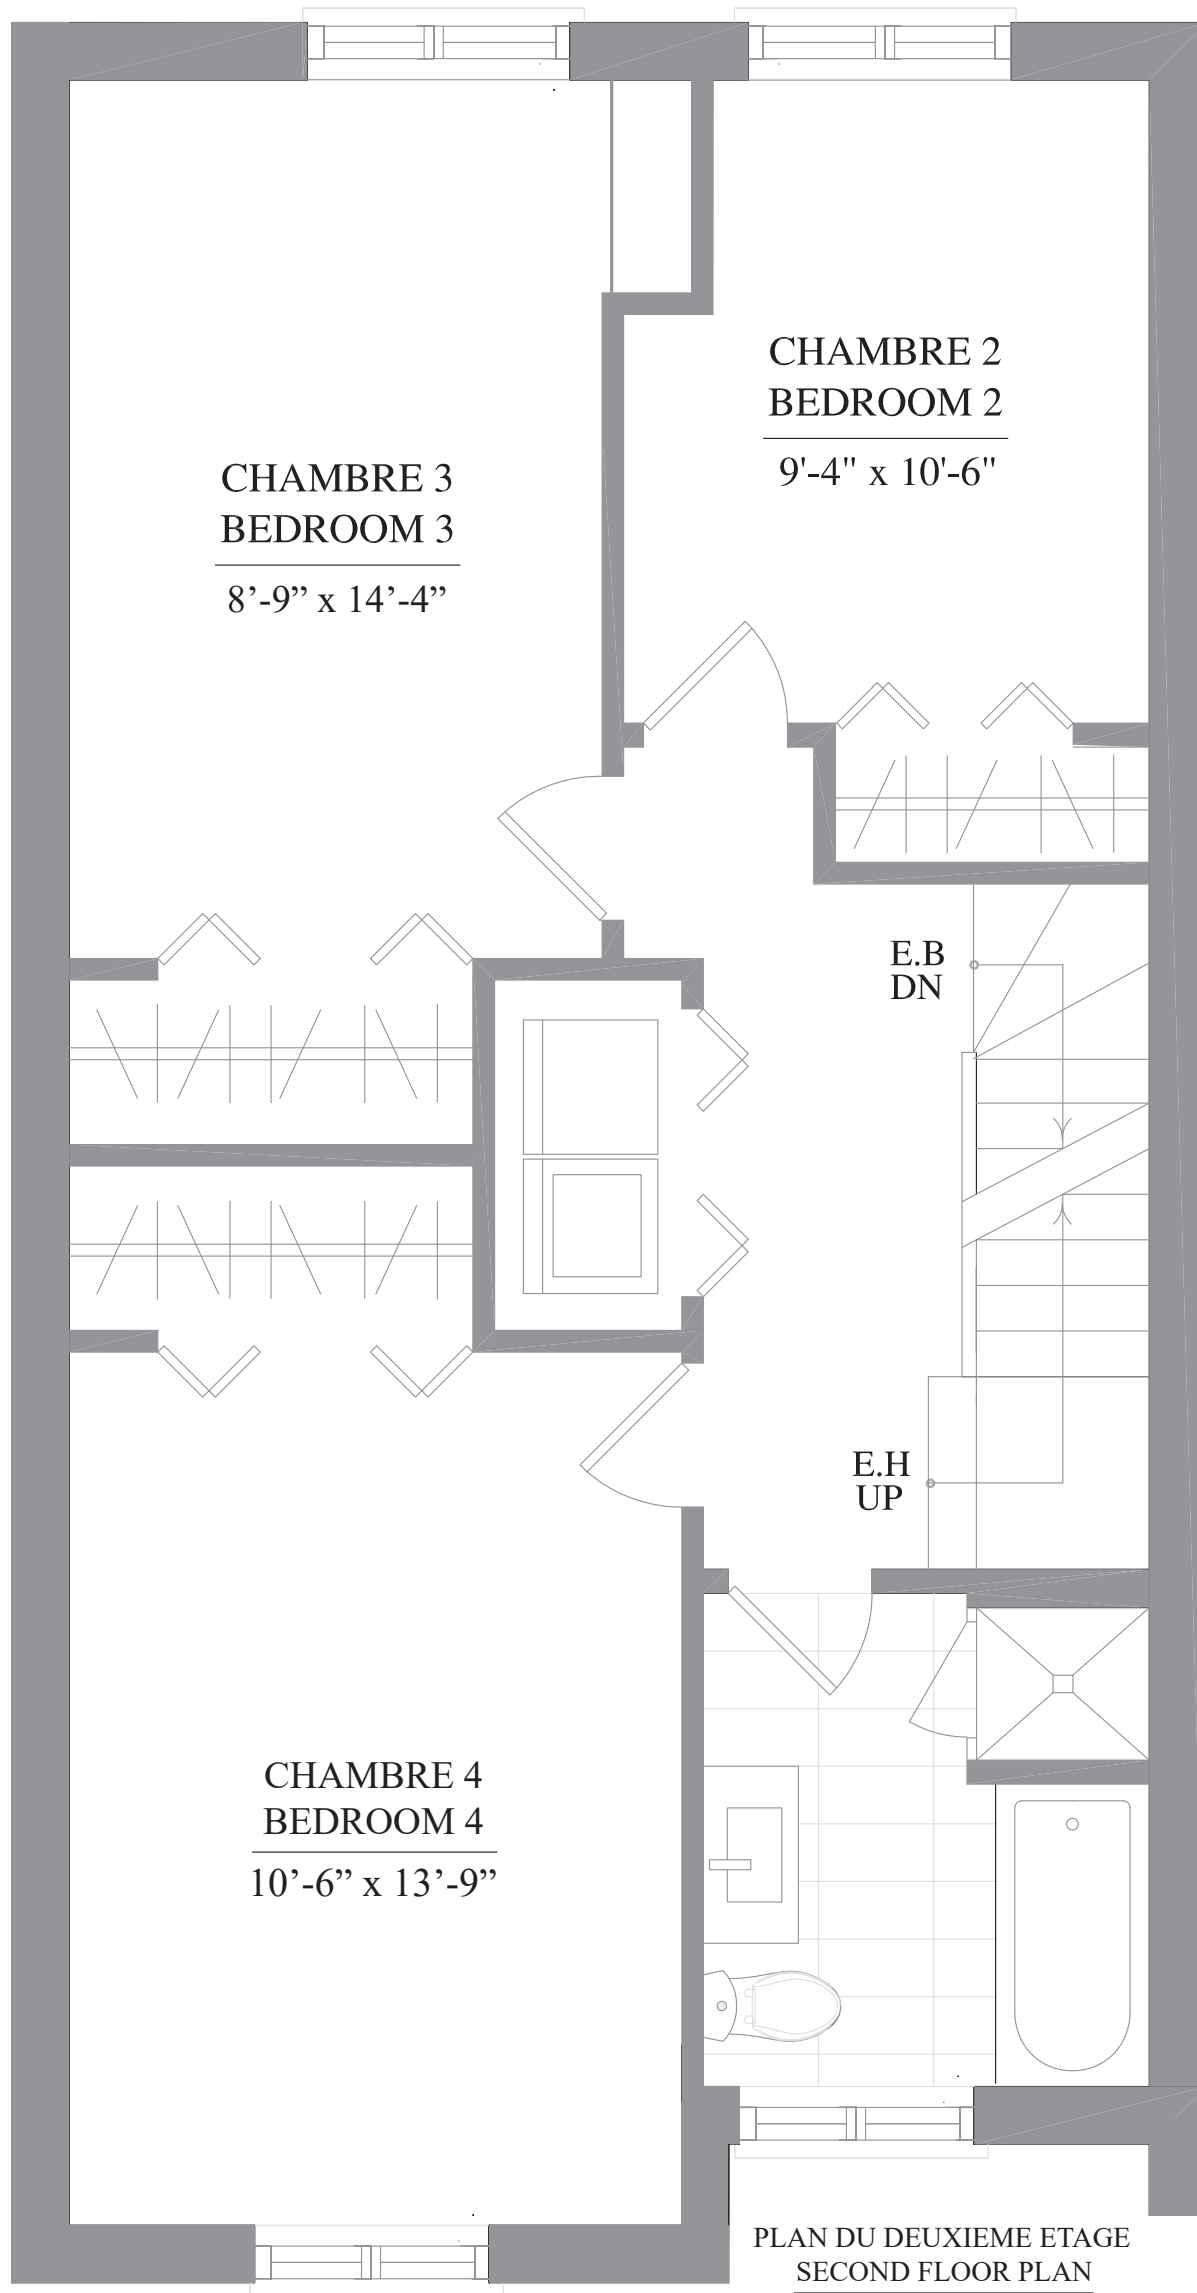 CHAMBRE 2
BEDROOM 2
9'-4" x 10'-6"
CHAMBRE 3
BEDROOM 3
8’-9” x 14’-4”
E.B
DN
E.H
UP
CHAMBRE 4
BEDROOM 4
10’-6” x 13’-9”
PLAN DU DEUXIEME ETAGE
SECOND FLOOR PLAN